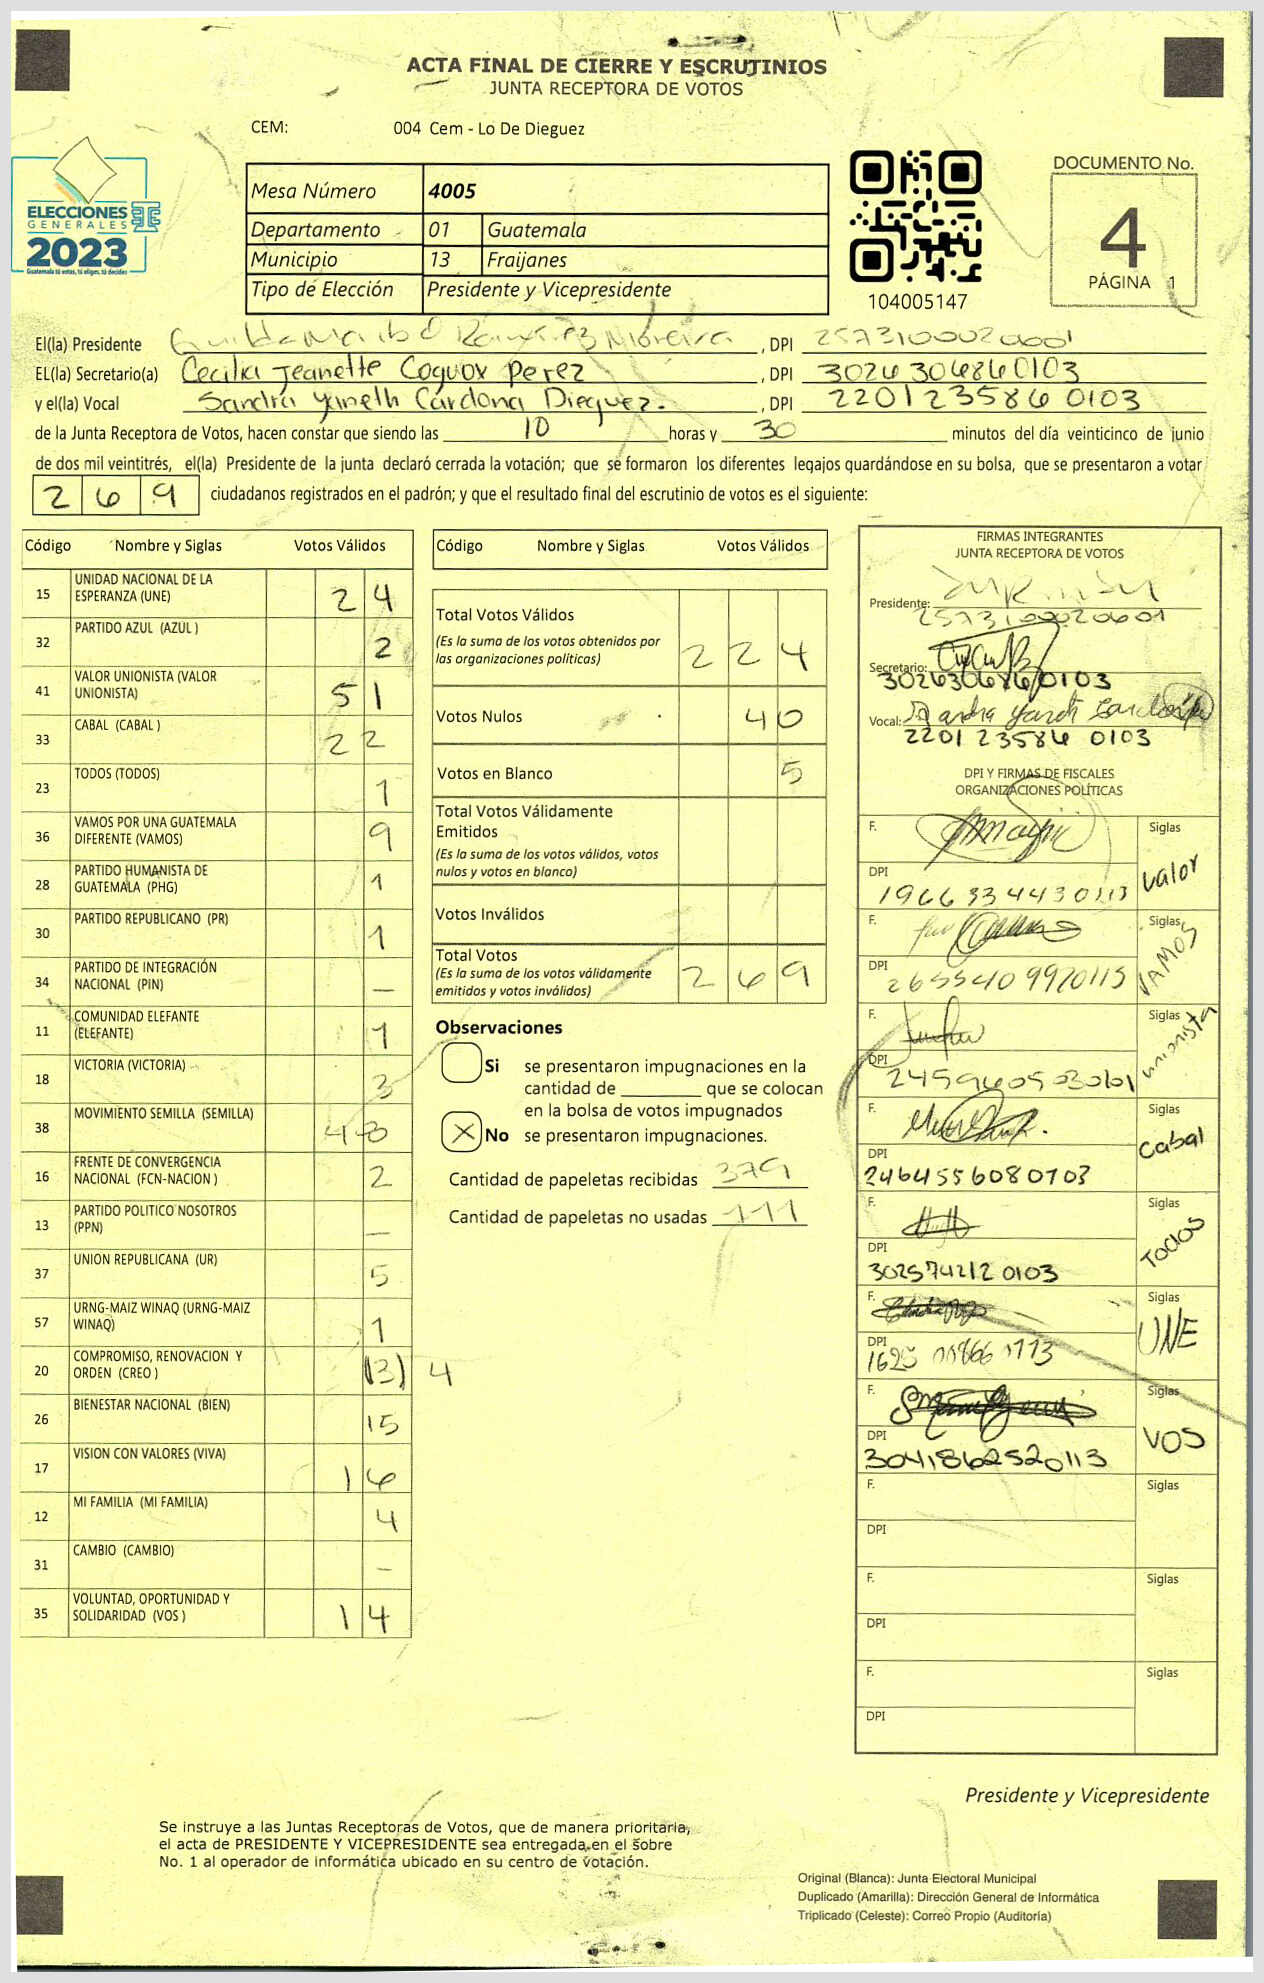 ACTA FINAL DE CIERRE Y ESCRUTINIOS
JUNTA RECEPTORA DE VOTOS
CEM: 004 Cem - Lo De Dieguez
ELECCIONES
GENERALES
2023
Guatemala tú votas, tú eliges, tú decides
Mesa Número 4005
Departamento 01 Guatemala
Municipio 13 Fraijanes
Tipo de Elección Presidente y Vicepresidente
104005147
DOCUMENTO No.
4
PÁGINA 1
El(la) Presidente Ramírez Moreira, DPI
EL(la) Secretario(a) Cecilia Jeanette Coguox Perez, DPI 3026306860103
y el(la) Vocal Sandra Yaneth Cardona Dieguez., DPI 2201235860103
de la Junta Receptora de Votos, hacen constar que siendo las 10 horas y 30 minutos del día veinticinco de junio
de dos mil veintitrés, el(la) Presidente de la junta declaró cerrada la votación; que se formaron los diferentes legajos guardándose en su bolsa, que se presentaron a votar
269 ciudadanos registrados en el padrón; y que el resultado final del escrutinio de votos es el siguiente:
Código Nombre y Siglas Votos Válidos
15 UNIDAD NACIONAL DE LA ESPERANZA (UNE) 24
32 PARTIDO AZUL (AZUL ) 2
41 VALOR UNIONISTA (VALOR UNIONISTA) 51
33 CABAL (CABAL ) 22
23 TODOS (TODOS) 1
36 VAMOS POR UNA GUATEMALA DIFERENTE (VAMOS) 9
28 PARTIDO HUMANISTA DE GUATEMALA (PHG) 1
30 PARTIDO REPUBLICANO (PR) 1
34 PARTIDO DE INTEGRACIÓN NACIONAL (PIN) —
11 COMUNIDAD ELEFANTE (ELEFANTE) 1
18 VICTORIA (VICTORIA) 3
38 MOVIMIENTO SEMILLA (SEMILLA)
16 FRENTE DE CONVERGENCIA NACIONAL (FCN-NACION ) 2
13 PARTIDO POLITICO NOSOTROS (PPN) —
37 UNION REPUBLICANA (UR) 5
57 URNG-MAIZ WINAQ (URNG-MAIZ WINAQ) 1
20 COMPROMISO, RENOVACION Y ORDEN (CREO ) (3) 4
26 BIENESTAR NACIONAL (BIEN) 15
17 VISION CON VALORES (VIVA) 16
12 MI FAMILIA (MI FAMILIA) 4
31 CAMBIO (CAMBIO) —
35 VOLUNTAD, OPORTUNIDAD Y SOLIDARIDAD (VOS ) 14
Código Nombre y Siglas Votos Válidos
Total Votos Válidos 224
(Es la suma de los votos obtenidos por
las organizaciones políticas)
Votos Nulos 40
Votos en Blanco 5
Total Votos Válidamente
Emitidos
(Es la suma de los votos válidos, votos
nulos y votos en blanco)
Votos Inválidos
Total Votos 269
(Es la suma de los votos válidamente
emitidos y votos inválidos)
Observaciones
Si se presentaron impugnaciones en la
cantidad de ________ que se colocan
en la bolsa de votos impugnados
X No se presentaron impugnaciones.
Cantidad de papeletas recibidas 379
Cantidad de papeletas no usadas 111
FIRMAS INTEGRANTES
JUNTA RECEPTORA DE VOTOS
Presidente:
2573100020601
Secretario:
3026306860103
Vocal: Sandra Yaneth Cardona
2201 23586 0103
DPI Y FIRMAS DE FISCALES
ORGANIZACIONES POLÍTICAS
F. Siglas valor
DPI 1966334430113
F. Siglas VAMOS
DPI
F. Siglas unionista
DPI
F. Siglas Cabal
DPI
F. Siglas TODOS
DPI 3025742120103
F. Siglas UNE
DPI
F. Siglas VOS
DPI 3041862520113
F. Siglas
DPI
F. Siglas
DPI
F. Siglas
DPI
Presidente y Vicepresidente
Se instruye a las Juntas Receptoras de Votos, que de manera prioritaria,
el acta de PRESIDENTE Y VICEPRESIDENTE sea entregada en el sobre
No. 1 al operador de informática ubicado en su centro de votación.
Original (Blanca): Junta Electoral Municipal
Duplicado (Amarilla): Dirección General de Informática
Triplicado (Celeste): Correo Propio (Auditoría)